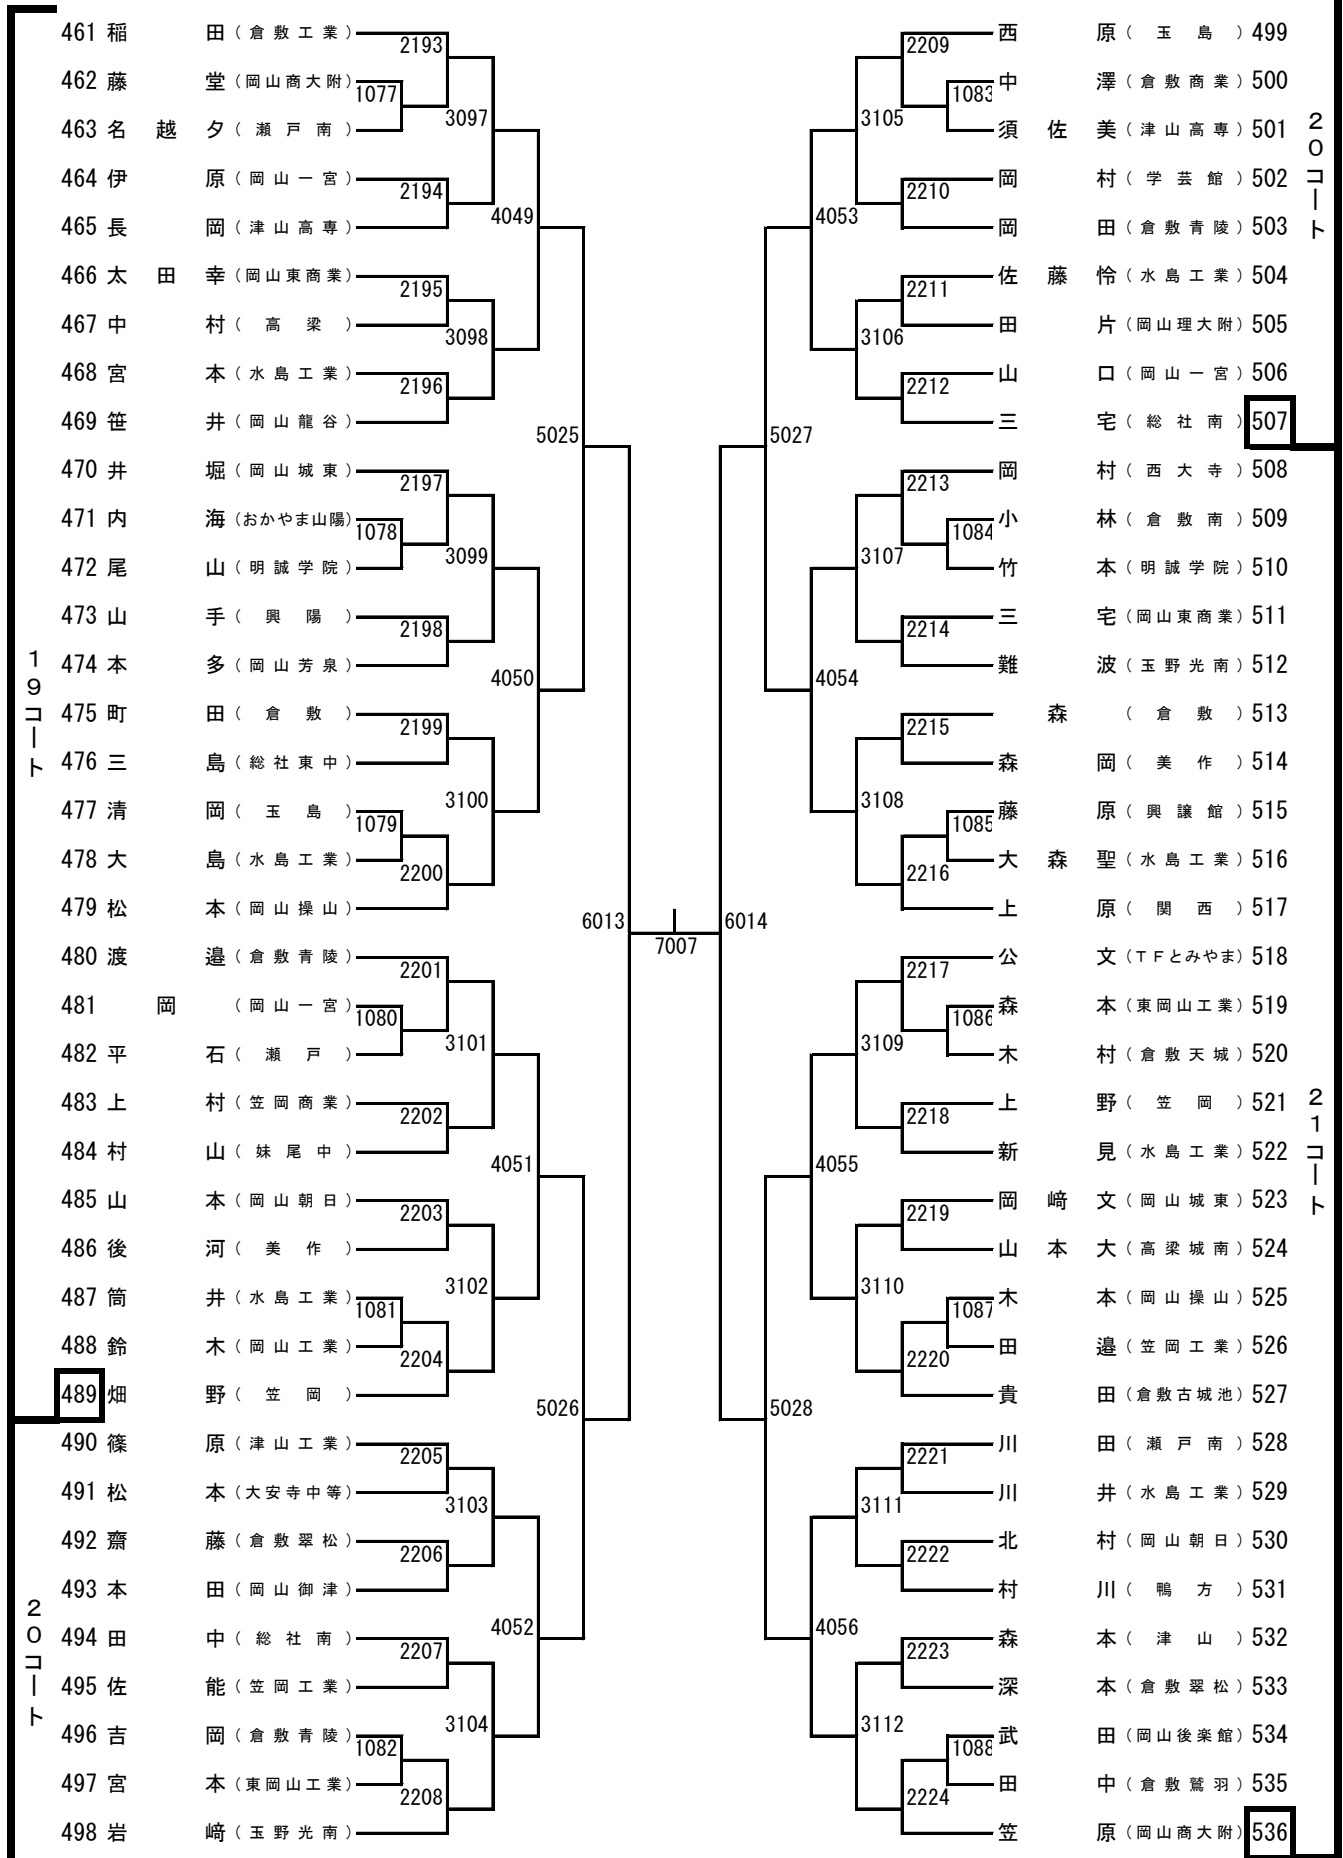 461 稲田 (倉敷工業)
462 藤堂 (岡山商大附)
463 名越夕 (瀬戸南)
464 伊原 (岡山一宮)
465 長岡 (津山高専)
466 太田幸 (岡山東商業)
467 中村 (高梁)
468 宮本 (水島工業)
469 笹井 (岡山龍谷)
470 井堀 (岡山城東)
471 内海 (おかやま山陽)
472 尾山 (明誠学院)
473 山手 (興陽)
474 本多 (岡山芳泉)
475 町田 (倉敷)
476 三島 (総社東中)
477 清岡 (玉島)
478 大島 (水島工業)
479 松本 (岡山操山)
480 渡邉 (倉敷青陵)
481 岡 (岡山一宮)
482 平石 (瀬戸)
483 上村 (笠岡商業)
484 村山 (妹尾中)
485 山本 (岡山朝日)
486 後河 (美作)
487 筒井 (水島工業)
488 鈴木 (岡山工業)
489 畑野 (笠岡)
490 篠原 (津山工業)
491 松本 (大安寺中等)
492 齋藤 (倉敷翠松)
493 本田 (岡山御津)
494 田中 (総社南)
495 佐能 (笠岡工業)
496 吉岡 (倉敷青陵)
497 宮本 (東岡山工業)
498 岩﨑 (玉野光南)
19コート
20コート
1077
1078
1079
1080
1081
1082
2193
2194
2195
2196
2197
2198
2199
2200
2201
2202
2203
2204
2205
2206
2207
2208
3097
3098
3099
3100
3101
3102
3103
3104
4049
4050
4051
4052
5025
5026
6013
7007
6014
5027
5028
4053
4054
4055
4056
3105
3106
3107
3108
3109
3110
3111
3112
2209
2210
2211
2212
2213
2214
2215
2216
2217
2218
2219
2220
2221
2222
2223
2224
1083
1084
1085
1086
1087
1088
西原 (玉島) 499
中澤 (倉敷商業) 500
須佐美 (津山高専) 501
岡村 (学芸館) 502
岡田 (倉敷青陵) 503
佐藤怜 (水島工業) 504
田片 (岡山理大附) 505
山口 (岡山一宮) 506
三宅 (総社南) 507
岡村 (西大寺) 508
小林 (倉敷南) 509
竹本 (明誠学院) 510
三宅 (岡山東商業) 511
難波 (玉野光南) 512
森 (倉敷) 513
森岡 (美作) 514
藤原 (興譲館) 515
大森聖 (水島工業) 516
上原 (関西) 517
公文 (TFとみやま) 518
森本 (東岡山工業) 519
木村 (倉敷天城) 520
上野 (笠岡) 521
新見 (水島工業) 522
岡﨑文 (岡山城東) 523
山本大 (高梁城南) 524
木本 (岡山操山) 525
田邉 (笠岡工業) 526
貴田 (倉敷古城池) 527
川田 (瀬戸南) 528
川井 (水島工業) 529
北村 (岡山朝日) 530
村川 (鴨方) 531
森本 (津山) 532
深本 (倉敷翠松) 533
武田 (岡山後楽館) 534
田中 (倉敷鷲羽) 535
笠原 (岡山商大附) 536
20コート
21コート